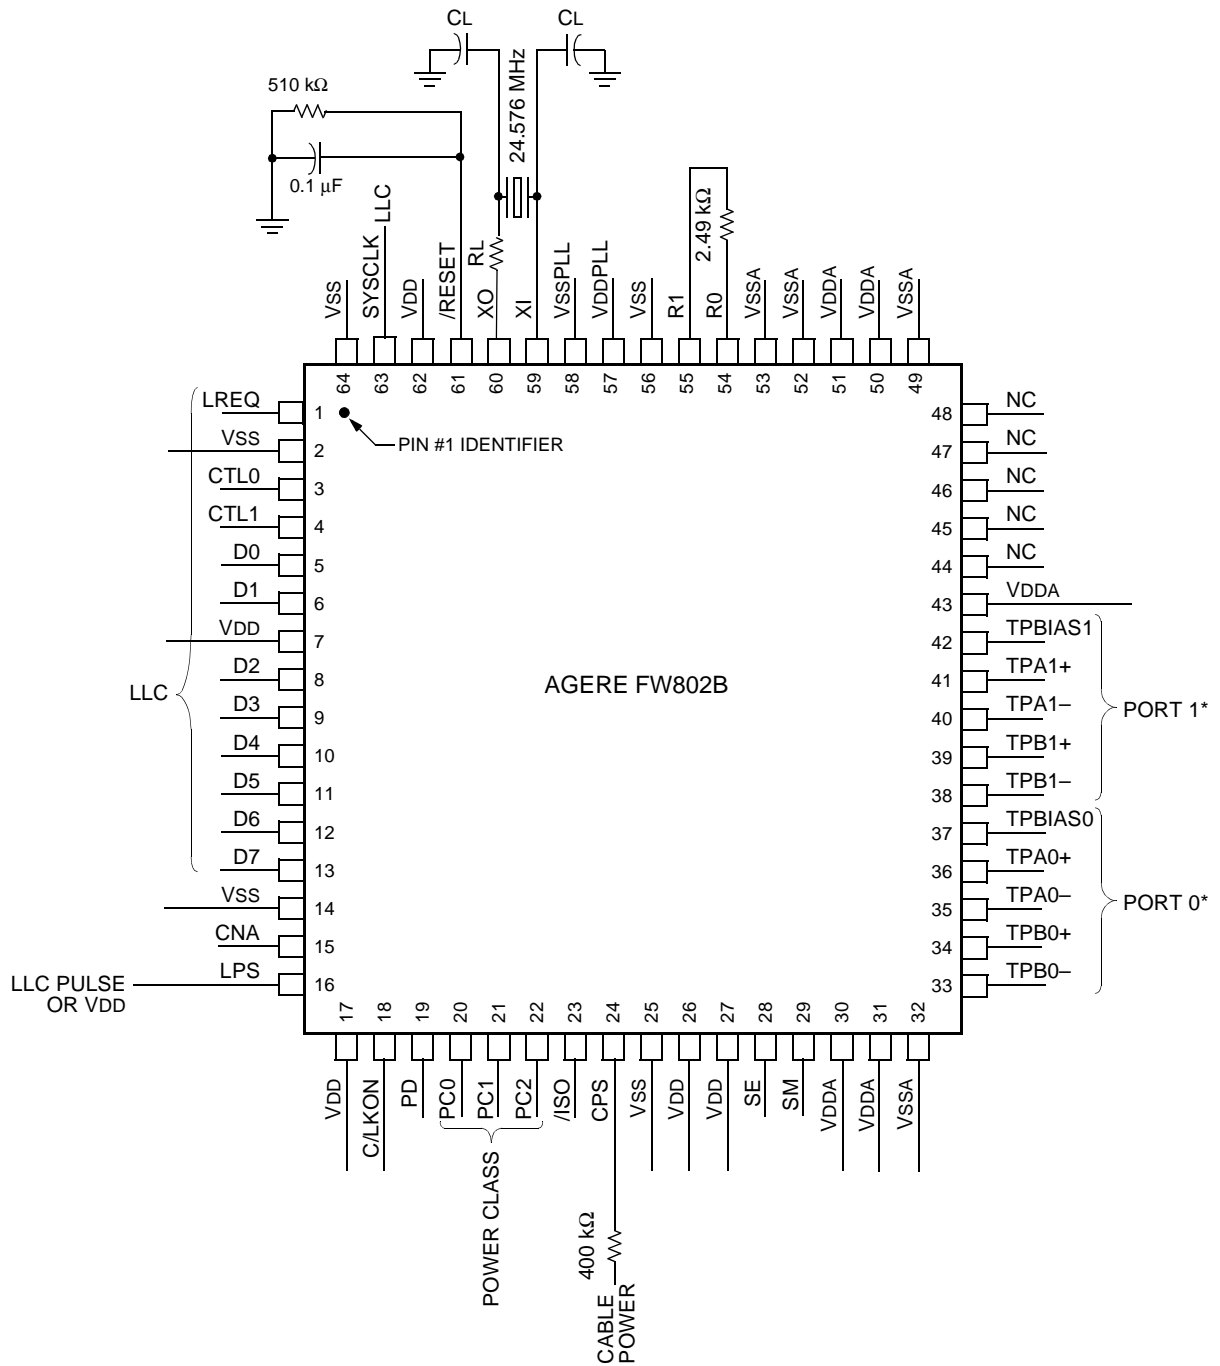 CL
CL
24.576 MHz
510 kΩ
0.1 µF
LLC
2.49 kΩ
RL
VSS
SYSCLK
VDD
/RESET
XO
XI
VSSPLL
VDDPLL
VSS
R1
R0
VSSA
VSSA
VDDA
VDDA
VSSA
64 63 62 61 60 59 58 57 56 55 54 53 52 51 50 49
LREQ 1
VSS 2
CTL0 3
CTL1 4
D0 5
D1 6
VDD 7
D2 8
D3 9
D4 10
D5 11
D6 12
D7 13
VSS 14
CNA 15
LPS 16
LLC
LLC PULSE
OR VDD
PIN #1 IDENTIFIER
AGERE FW802B
48 NC
47 NC
46 NC
45 NC
44 NC
43 VDDA
42 TPBIAS1
41 TPA1+
40 TPA1–
39 TPB1+
38 TPB1–
PORT 1*
37 TPBIAS0
36 TPA0+
35 TPA0–
34 TPB0+
33 TPB0–
PORT 0*
17 18 19 20 21 22 23 24 25 26 27 28 29 30 31 32
VDD
C/LKON
PD
PC0
PC1
PC2
/ISO
CPS
VSS
VDD
VDD
SE
SM
VDDA
VDDA
VSSA
POWER CLASS
400 kΩ
CABLE
POWER